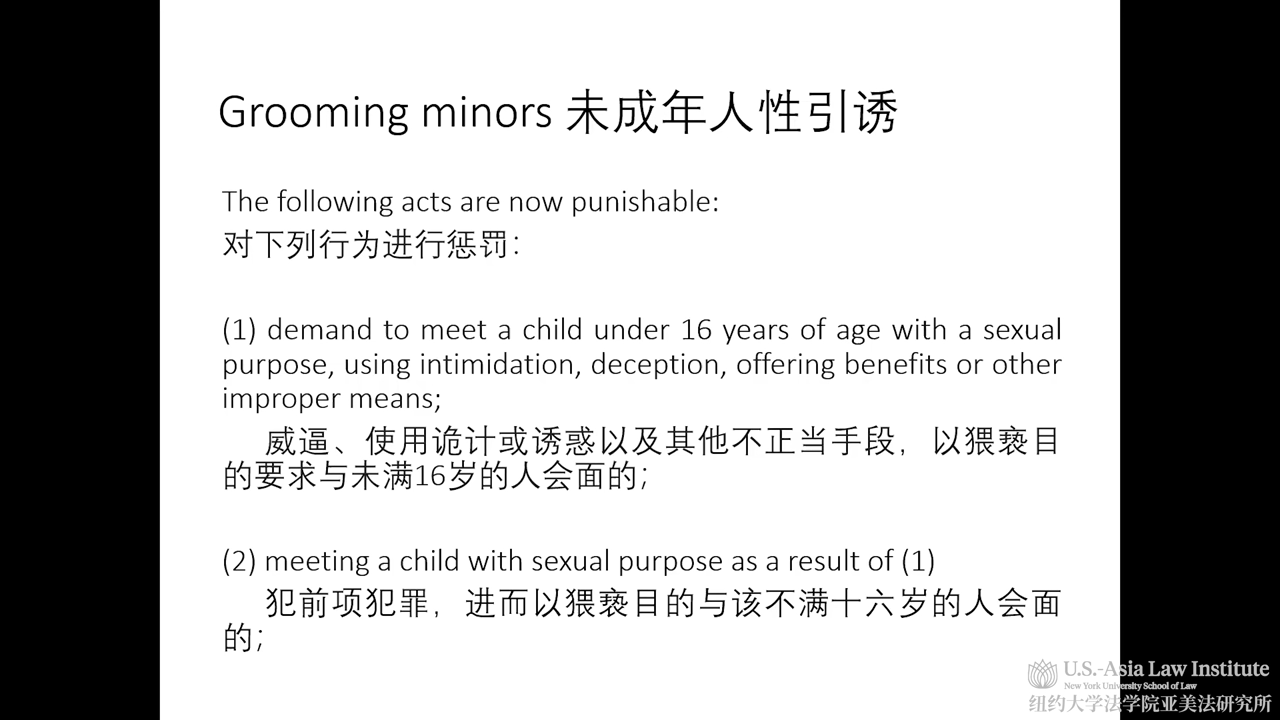 Grooming minors 未成年人性引诱
The following acts are now punishable:
对下列行为进行惩罚：
(1) demand to meet a child under 16 years of age with a sexual
purpose, using intimidation, deception, offering benefits or other
improper means;
威逼、使用诡计或诱惑以及其他不正当手段，以猥亵目
的要求与未满16岁的人会面的；
(2) meeting a child with sexual purpose as a result of (1)
犯前项犯罪，进而以猥亵目的与该不满十六岁的人会面
的；
U.S.-Asia Law Institute
New York University School of Law
纽约大学法学院亚美法研究所